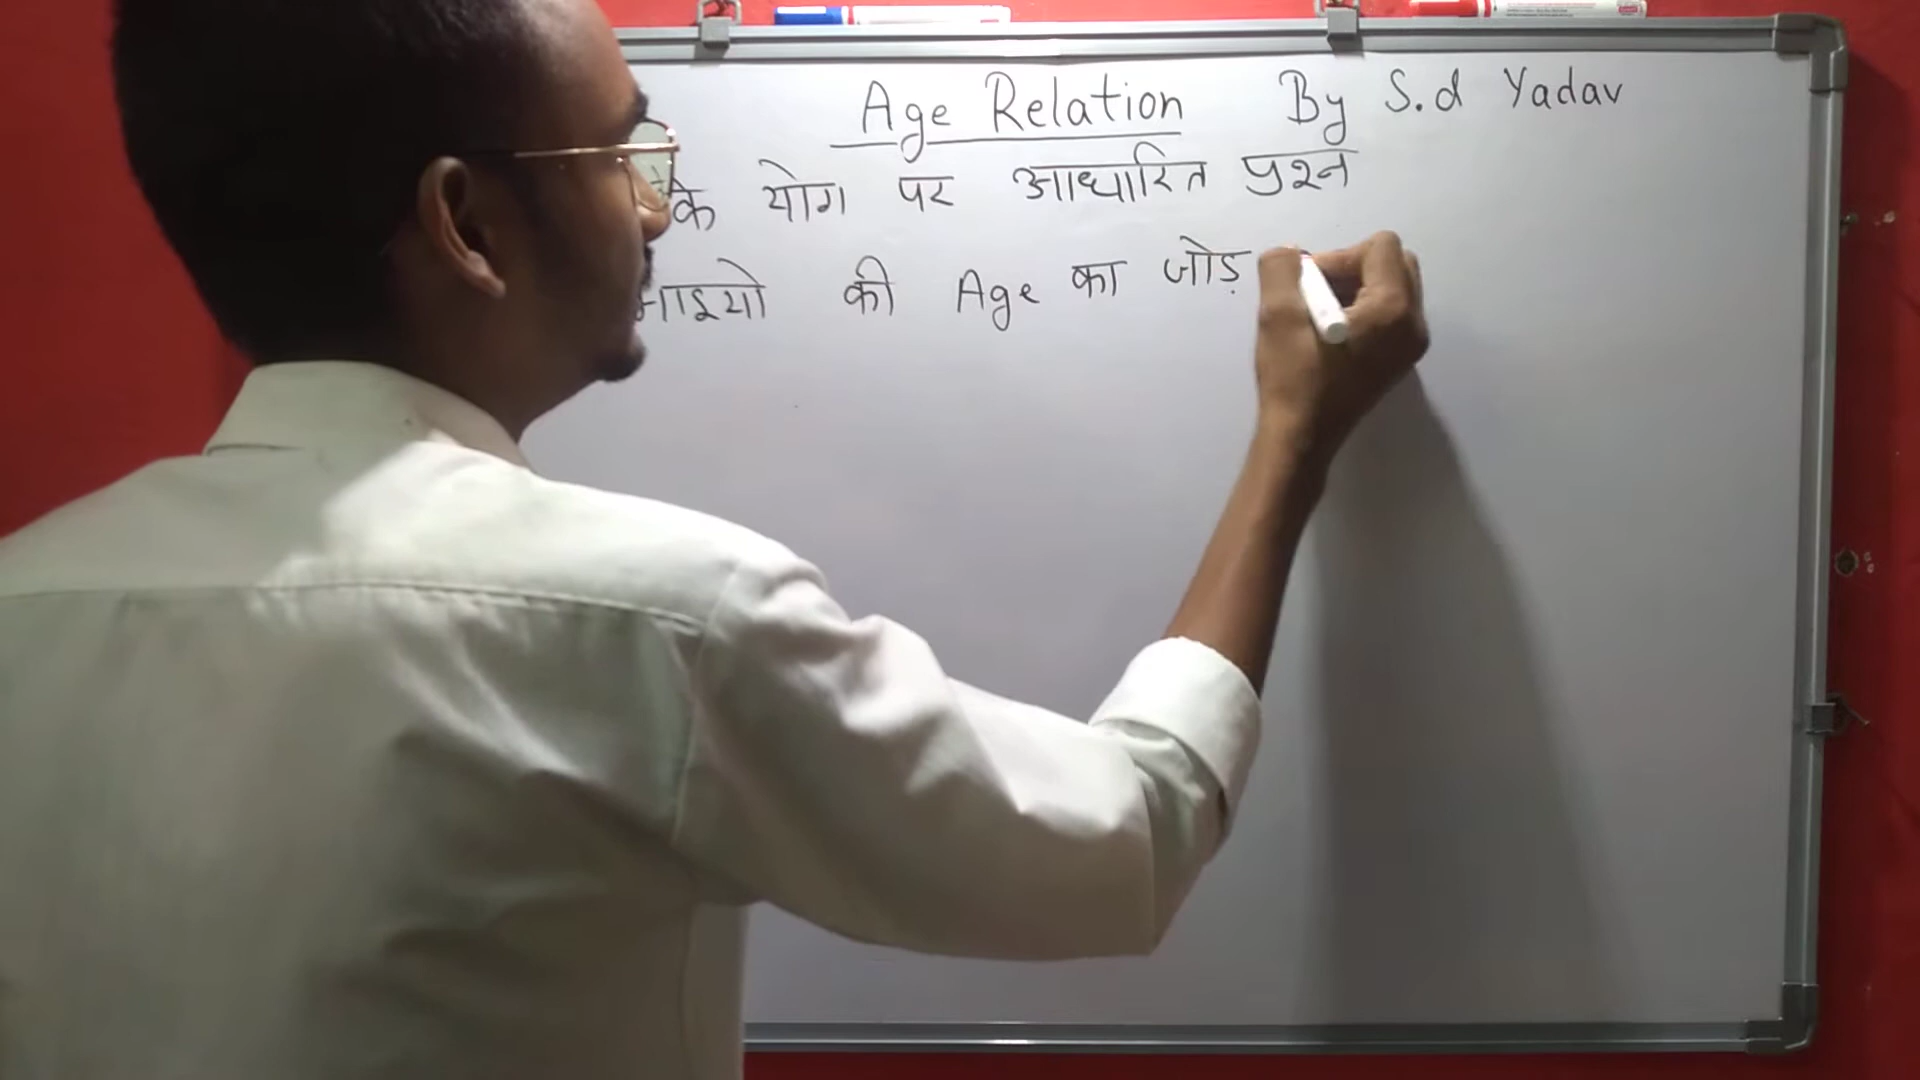 Age Relation By S.d Yadav
के योग पर आधारित प्रश्न
की Age का जोड़